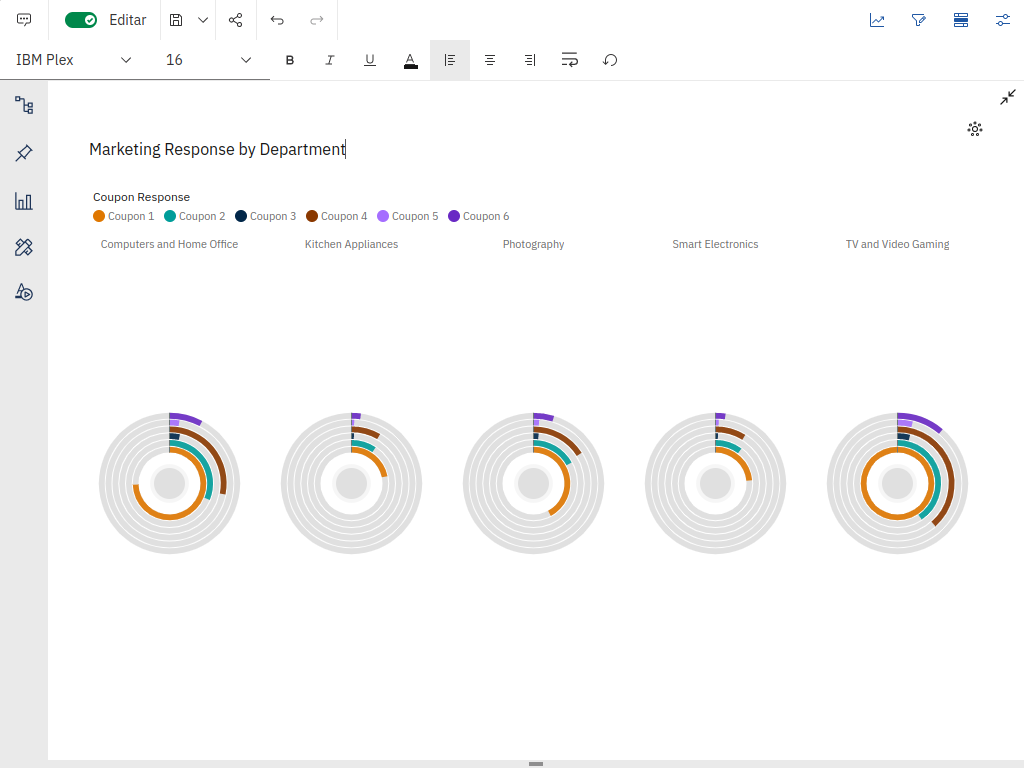 Editar
IBM Plex 16 B I U A
Marketing Response by Department
Coupon Response
Coupon 1 Coupon 2 Coupon 3 Coupon 4 Coupon 5 Coupon 6
Computers and Home Office Kitchen Appliances Photography Smart Electronics TV and Video Gaming